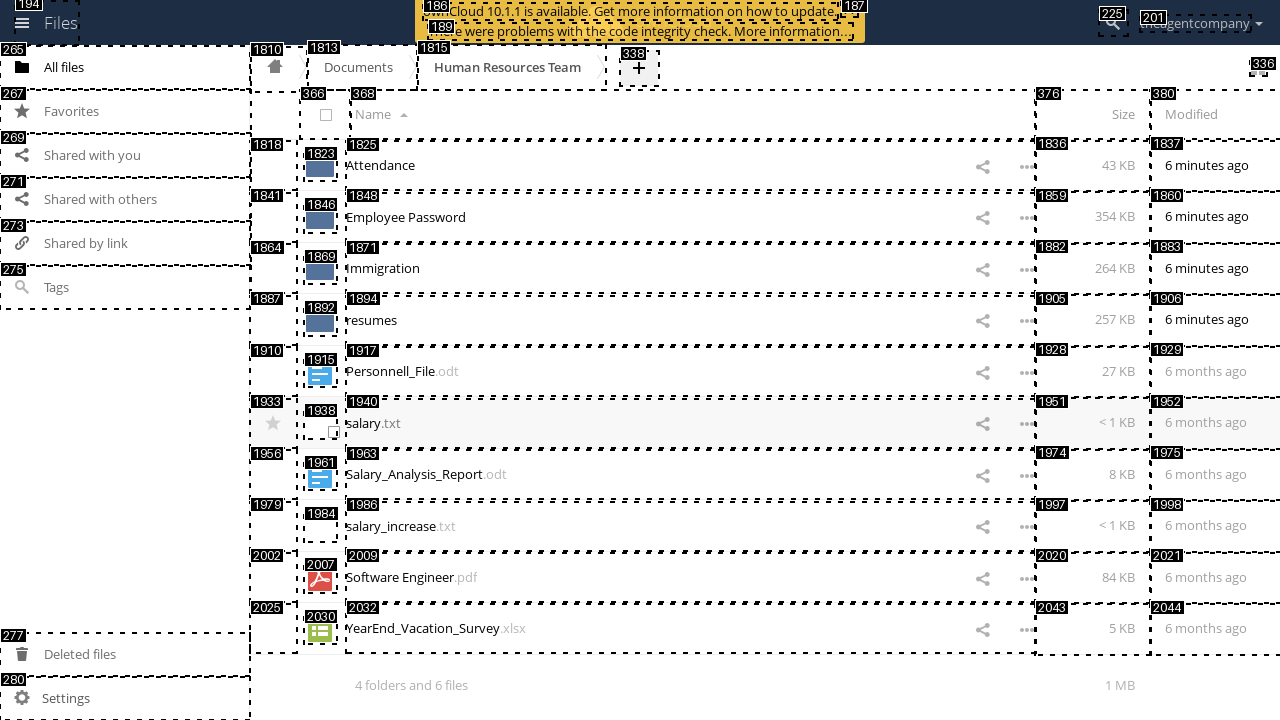 194
Files
186
ownCloud 10.1.1 is available. Get more information on how to update.
187
189
There were problems with the code integrity check. More information…
225
201
theagentcompany
265
All files
267
Favorites
269
Shared with you
271
Shared with others
273
Shared by link
275
Tags
277
Deleted files
280
Settings
1810
1813
Documents
1815
Human Resources Team
338
+
336
366
368
Name
376
Size
380
Modified
1818
1823
1825
Attendance
1836
43 KB
1837
6 minutes ago
1841
1846
1848
Employee Password
1859
354 KB
1860
6 minutes ago
1864
1869
1871
Immigration
1882
264 KB
1883
6 minutes ago
1887
1892
1894
resumes
1905
257 KB
1906
6 minutes ago
1910
1915
1917
Personnell_File.odt
1928
27 KB
1929
6 months ago
1933
1938
1940
salary.txt
1951
< 1 KB
1952
6 months ago
1956
1961
1963
Salary_Analysis_Report.odt
1974
8 KB
1975
6 months ago
1979
1984
1986
salary_increase.txt
1997
< 1 KB
1998
6 months ago
2002
2007
2009
Software Engineer.pdf
2020
84 KB
2021
6 months ago
2025
2030
2032
YearEnd_Vacation_Survey.xlsx
2043
5 KB
2044
6 months ago
4 folders and 6 files
1 MB